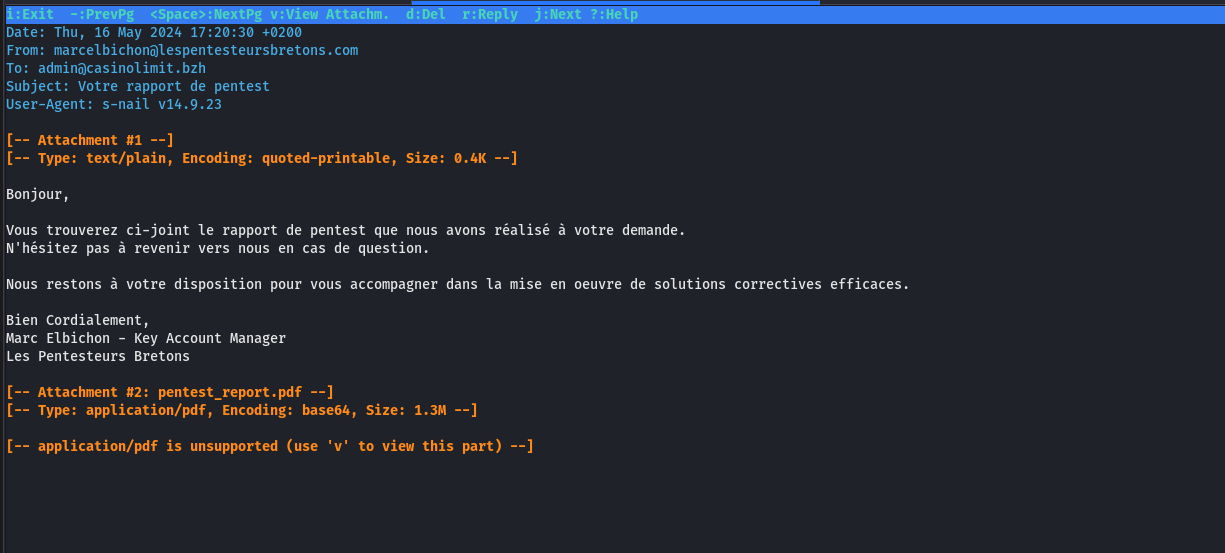 i:Exit  -:PrevPg  <Space>:NextPg v:View Attachm.  d:Del  r:Reply  j:Next ?:Help
Date: Thu, 16 May 2024 17:20:30 +0200
From: marcelbichon@lespentesteursbretons.com
To: admin@casinolimit.bzh
Subject: Votre rapport de pentest
User-Agent: s-nail v14.9.23
[-- Attachment #1 --]
[-- Type: text/plain, Encoding: quoted-printable, Size: 0.4K --]
Bonjour,
Vous trouverez ci-joint le rapport de pentest que nous avons réalisé à votre demande.
N'hésitez pas à revenir vers nous en cas de question.
Nous restons à votre disposition pour vous accompagner dans la mise en oeuvre de solutions correctives efficaces.
Bien Cordialement,
Marc Elbichon - Key Account Manager
Les Pentesteurs Bretons
[-- Attachment #2: pentest_report.pdf --]
[-- Type: application/pdf, Encoding: base64, Size: 1.3M --]
[-- application/pdf is unsupported (use 'v' to view this part) --]